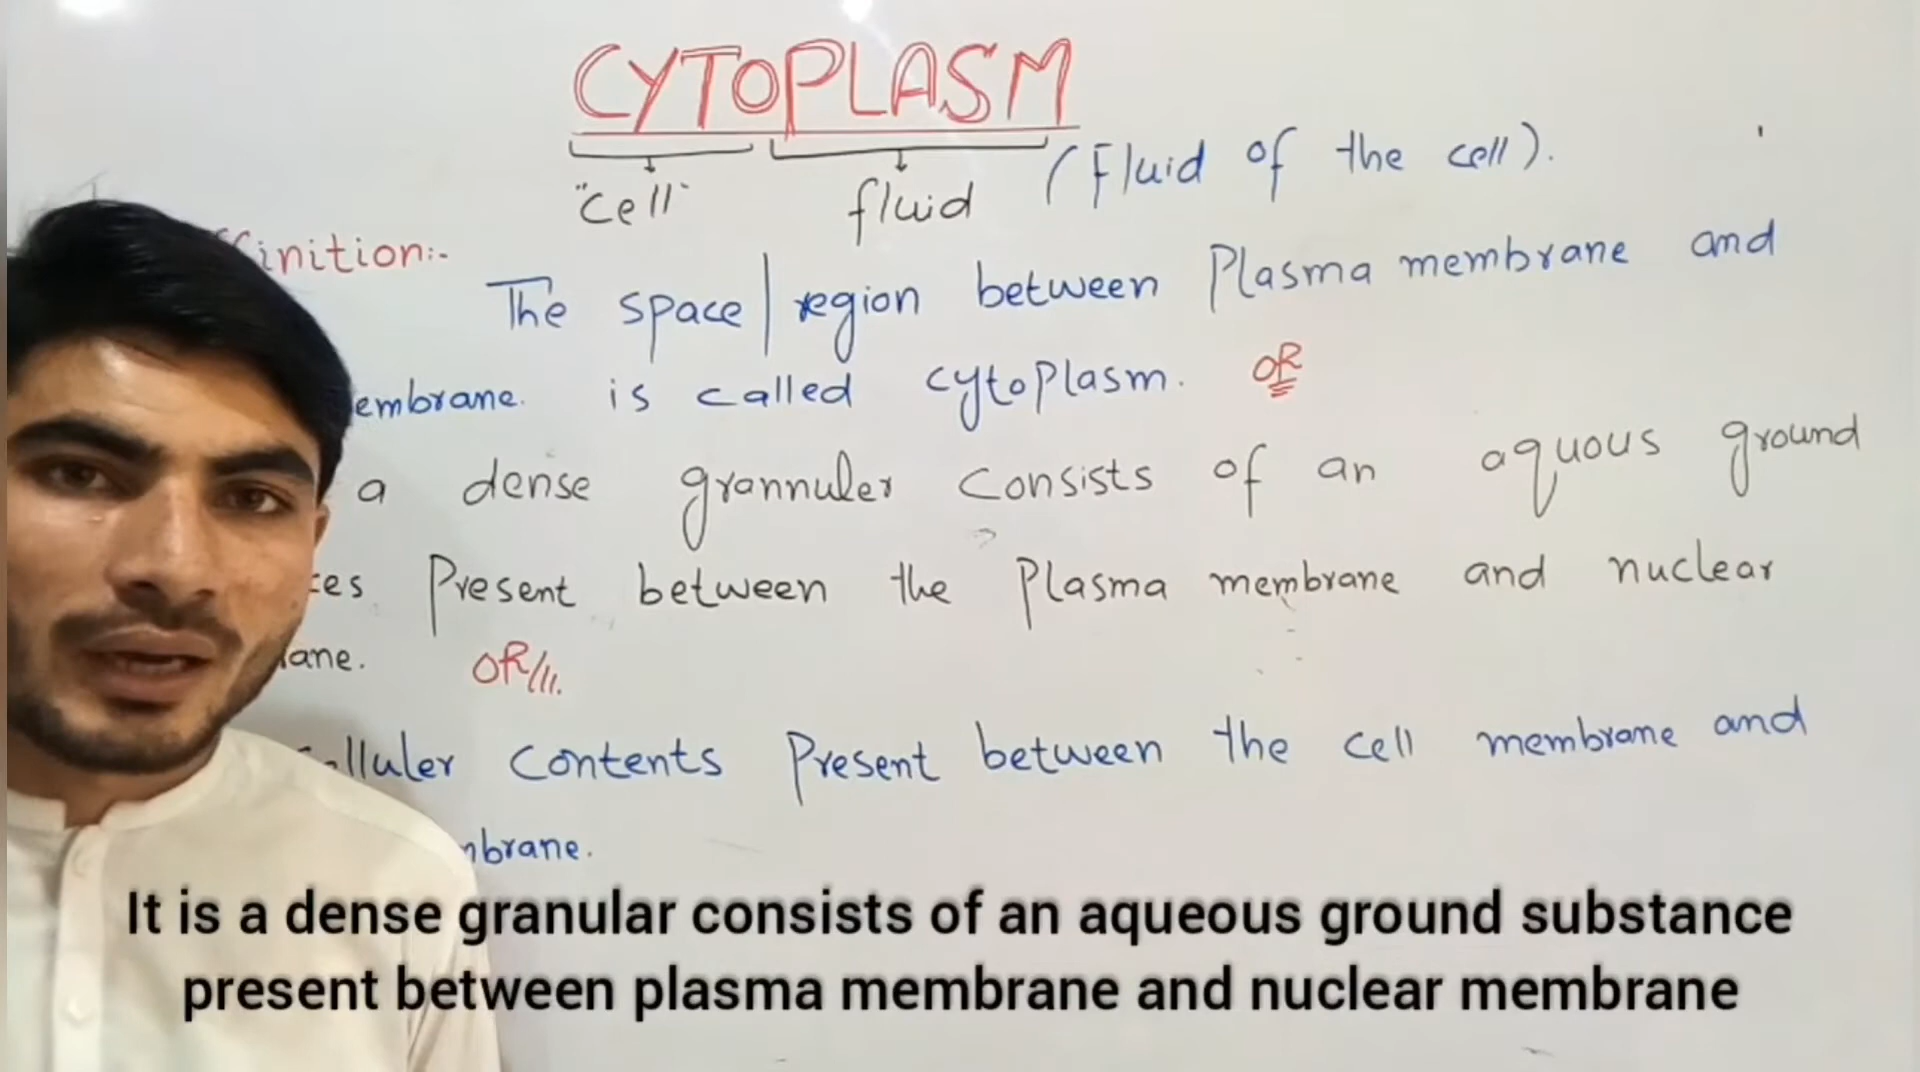 CYTOPLASM
"cell" fluid (Fluid of the cell).
finition:-
The space/region between Plasma membrane and
embrane. is called cytoplasm. OR
a dense grannuler consists of an aquous ground
ces Present between the Plasma membrane and nuclear
ane. OR//.
lluler contents Present between the cell membrane and
mbrane.
It is a dense granular consists of an aqueous ground substance
present between plasma membrane and nuclear membrane